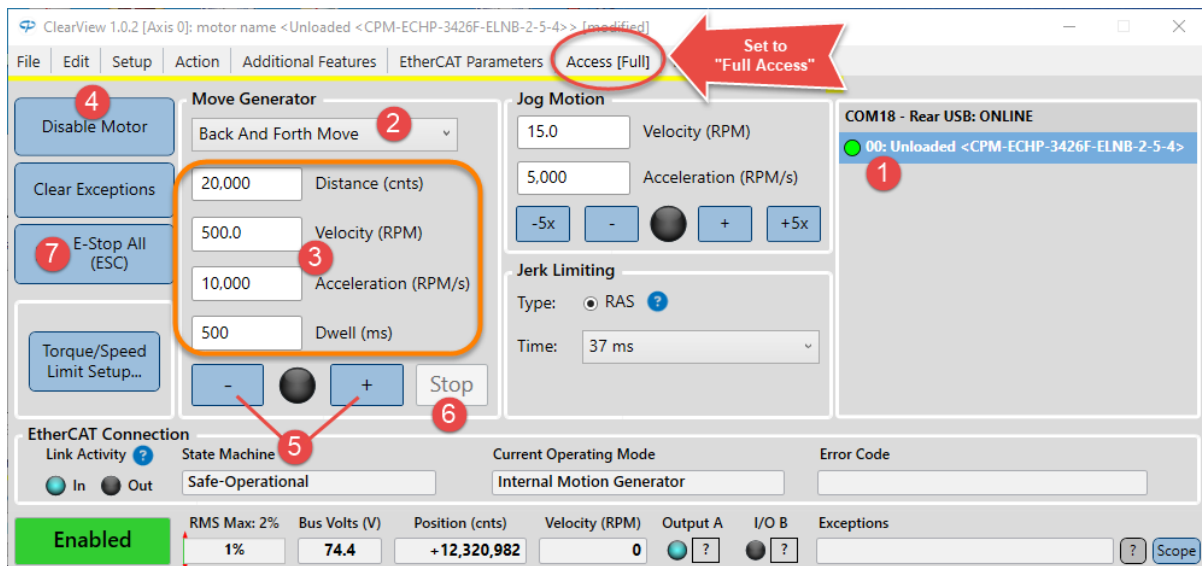 ClearView 1.0.2 [Axis 0]: motor name <Unloaded <CPM-ECHP-3426F-ELNB-2-5-4>> [modified]
File Edit Setup Action Additional Features EtherCAT Parameters Access [Full]
Set to
"Full Access"
4
Disable Motor
Clear Exceptions
7
E-Stop All
(ESC)
Torque/Speed
Limit Setup...
Move Generator
Back And Forth Move
2
20,000 Distance (cnts)
500.0 Velocity (RPM)
3
10,000 Acceleration (RPM/s)
500 Dwell (ms)
- + Stop
5
6
Jog Motion
15.0 Velocity (RPM)
5,000 Acceleration (RPM/s)
-5x - + +5x
Jerk Limiting
Type: RAS ?
Time: 37 ms
COM18 - Rear USB: ONLINE
00: Unloaded <CPM-ECHP-3426F-ELNB-2-5-4>
1
EtherCAT Connection
Link Activity ? State Machine Current Operating Mode Error Code
In Out Safe-Operational Internal Motion Generator
Enabled
RMS Max: 2% Bus Volts (V) Position (cnts) Velocity (RPM) Output A I/O B Exceptions
1% 74.4 +12,320,982 0 ? ? ? Scope